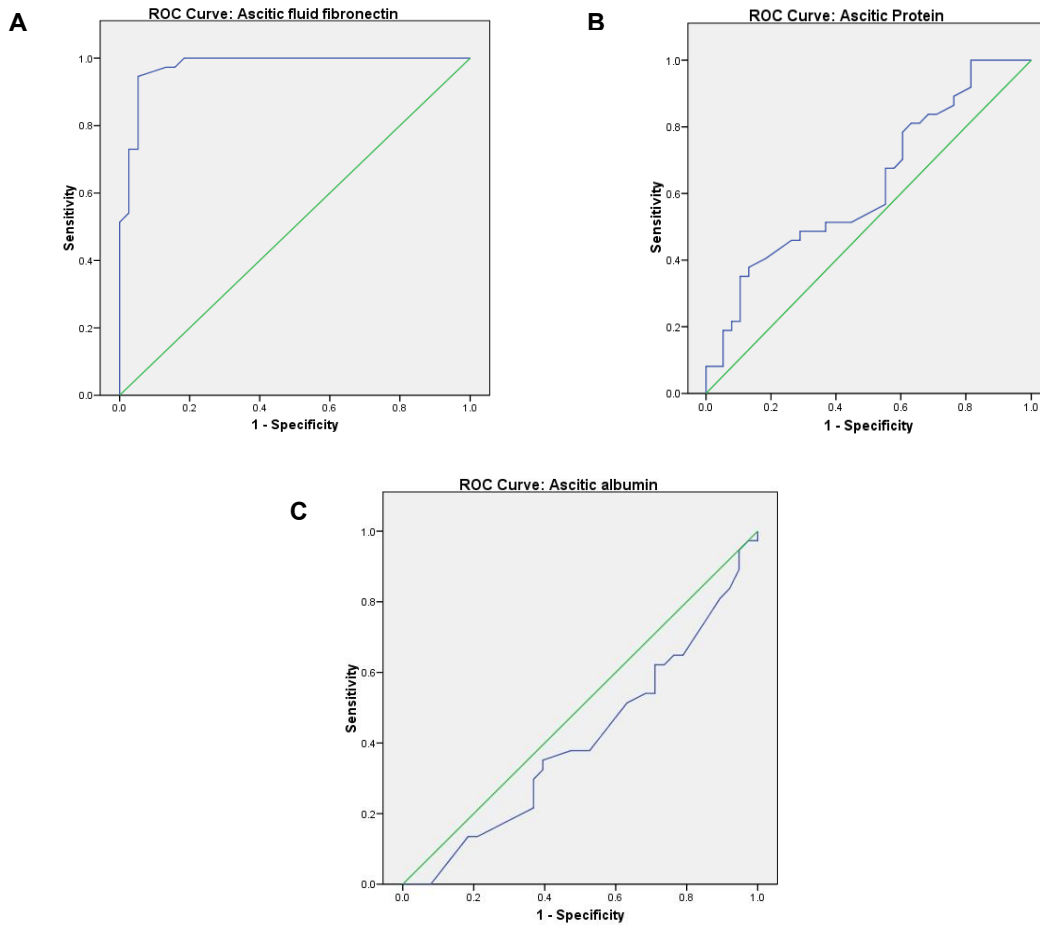 A
ROC Curve: Ascitic fluid fibronectin
1.0
0.8
0.6
0.4
0.2
0.0
Sensitivity
0.0 0.2 0.4 0.6 0.8 1.0
1 - Specificity
B
ROC Curve: Ascitic Protein
1.0
0.8
0.6
0.4
0.2
0.0
Sensitivity
0.0 0.2 0.4 0.6 0.8 1.0
1 - Specificity
C
ROC Curve: Ascitic albumin
1.0
0.8
0.6
0.4
0.2
0.0
Sensitivity
0.0 0.2 0.4 0.6 0.8 1.0
1 - Specificity